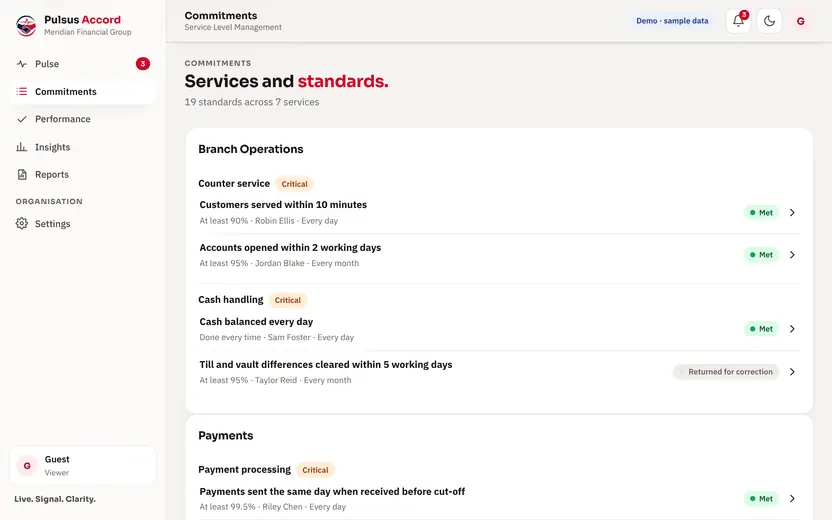 Pulsus Accord
Meridian Financial Group
Pulse
3
Commitments
Performance
Insights
Reports
ORGANISATION
Settings
G
Guest
Viewer
Live. Signal. Clarity.
Commitments
Service Level Management
Demo · sample data
3
G
COMMITMENTS
Services and standards.
19 standards across 7 services
Branch Operations
Counter service Critical
Customers served within 10 minutes
At least 90% · Robin Ellis · Every day
Met
Accounts opened within 2 working days
At least 95% · Jordan Blake · Every month
Met
Cash handling Critical
Cash balanced every day
Done every time · Sam Foster · Every day
Met
Till and vault differences cleared within 5 working days
At least 95% · Taylor Reid · Every month
Returned for correction
Payments
Payment processing Critical
Payments sent the same day when received before cut-off
At least 99.5% · Riley Chen · Every day
Met